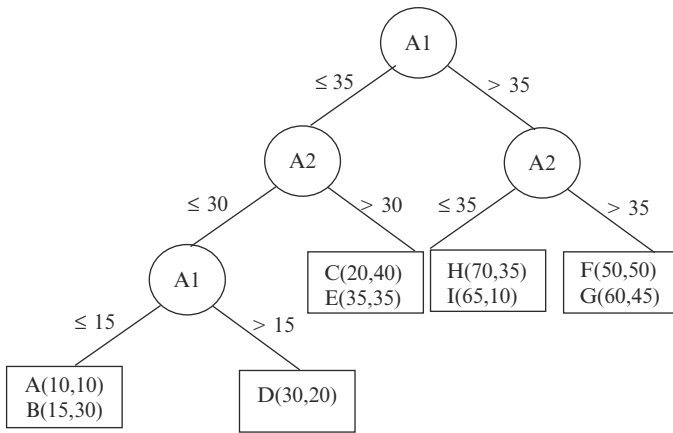 A1
≤ 35
> 35
A2
A2
≤ 30
> 30
≤ 35
> 35
A1
C(20,40)
E(35,35)
H(70,35)
I(65,10)
F(50,50)
G(60,45)
≤ 15
> 15
A(10,10)
B(15,30)
D(30,20)